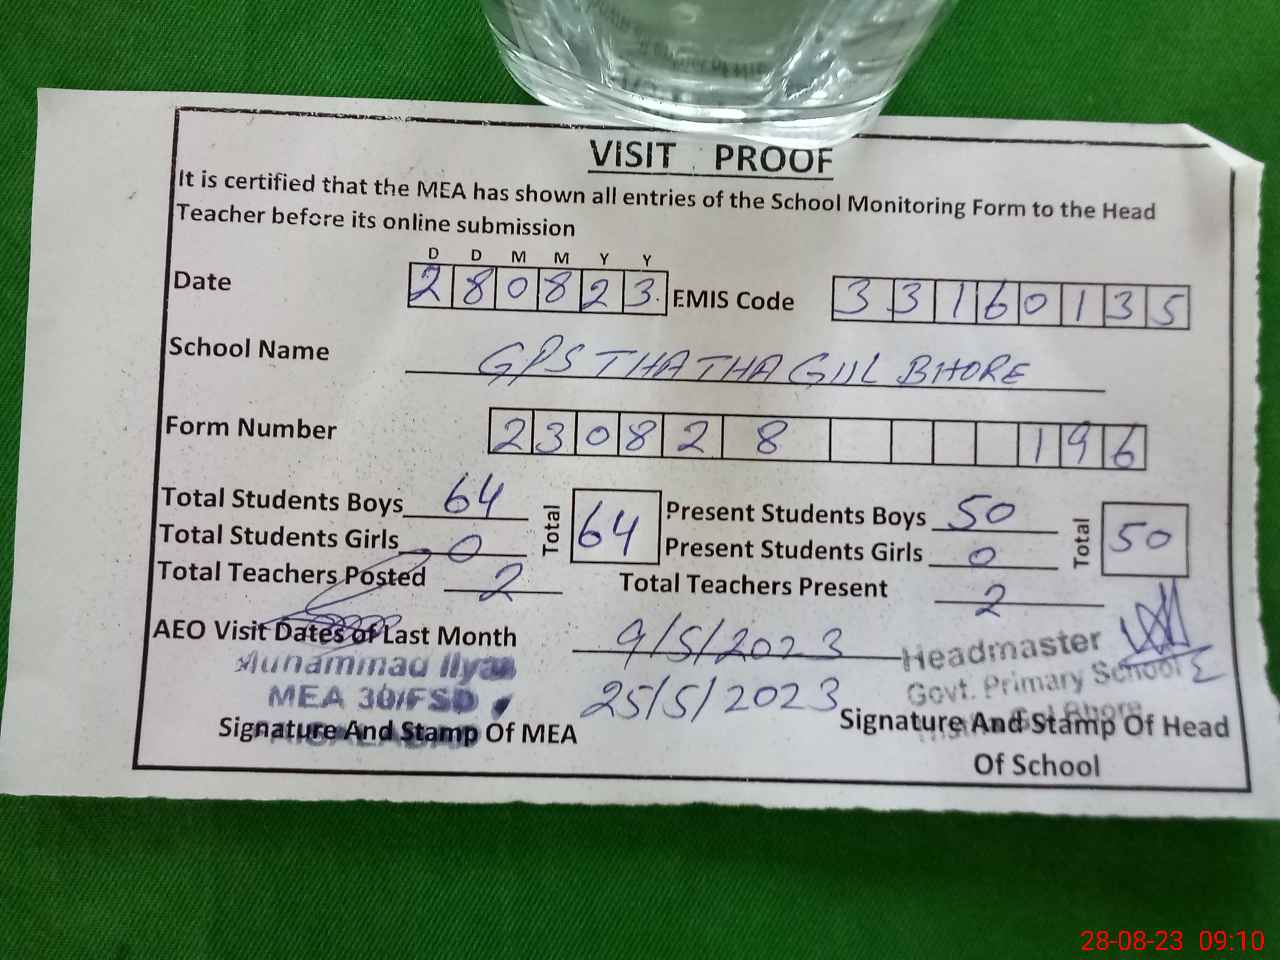 VISIT PROOF
It is certified that the MEA has shown all entries of the School Monitoring Form to the Head
Teacher before its online submission
D D M M Y Y
Date 2 8 0 8 2 3 EMIS Code 3 3 1 6 0 1 3 5
School Name GPS THATHA GUL BHORE
Form Number 2 3 0 8 2 8 1 9 6
Total Students Boys 64 Total 64 Present Students Boys 50 Total 50
Total Students Girls 0 Present Students Girls 0
Total Teachers Posted 2 Total Teachers Present 2
AEO Visit Dates of Last Month 9/5/2023
25/5/2023
Muhammad Ilyas
MEA 30/FSD
Headmaster
Govt. Primary School
Signature And Stamp Of MEA
Signature And Stamp Of Head
Of School
28-08-23 09:10